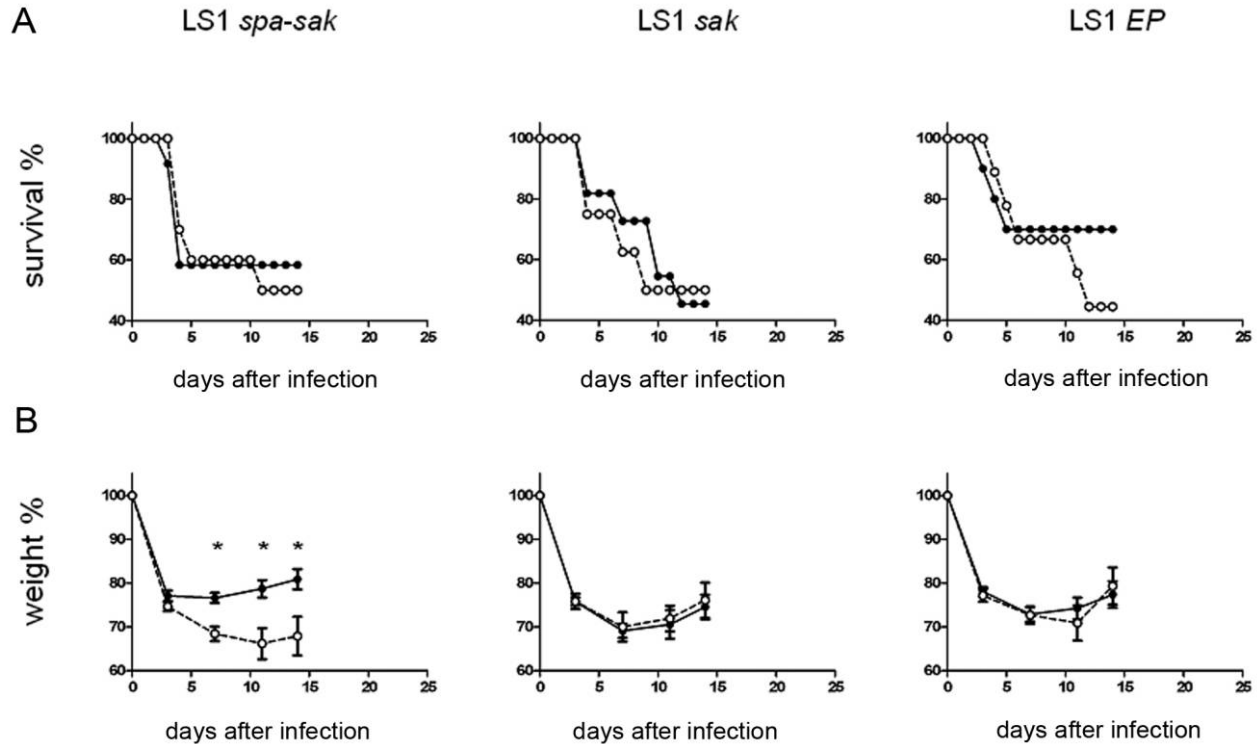 A
LS1 spa-sak
LS1 sak
LS1 EP
survival %
100
80
60
40
0 5 10 15 20 25
days after infection
100
80
60
40
0 5 10 15 20 25
days after infection
100
80
60
40
0 5 10 15 20 25
days after infection
B
weight %
100
90
80
70
60
* * *
0 5 10 15 20 25
days after infection
100
90
80
70
60
0 5 10 15 20 25
days after infection
100
90
80
70
60
0 5 10 15 20 25
days after infection